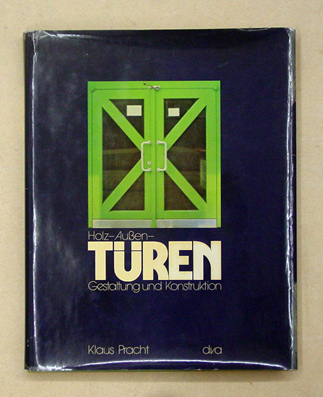 Holz-Außen-
TÜREN
Gestaltung und Konstruktion
Klaus Pracht dva